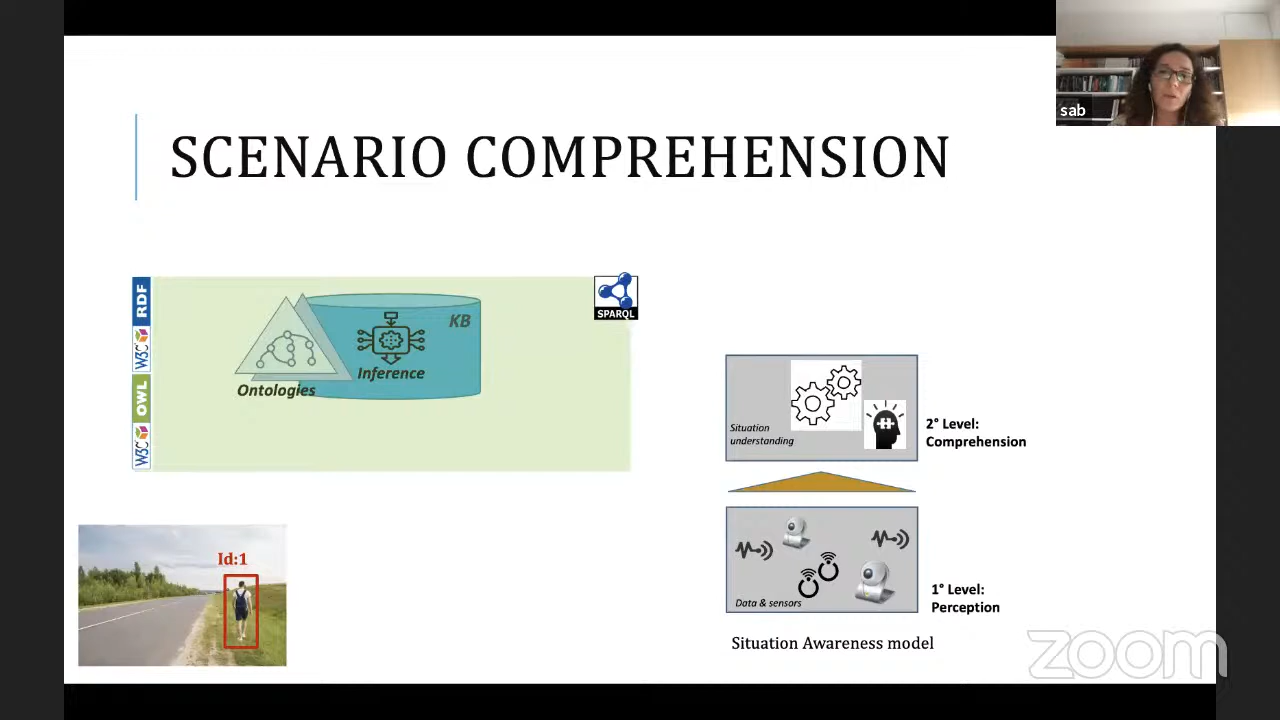 sab
SCENARIO COMPREHENSION
RDF
W3C
OWL
W3C
SPARQL
KB
Inference
Ontologies
Situation
understanding
2° Level:
Comprehension
Id:1
Data & sensors
1° Level:
Perception
Situation Awareness model
zoom